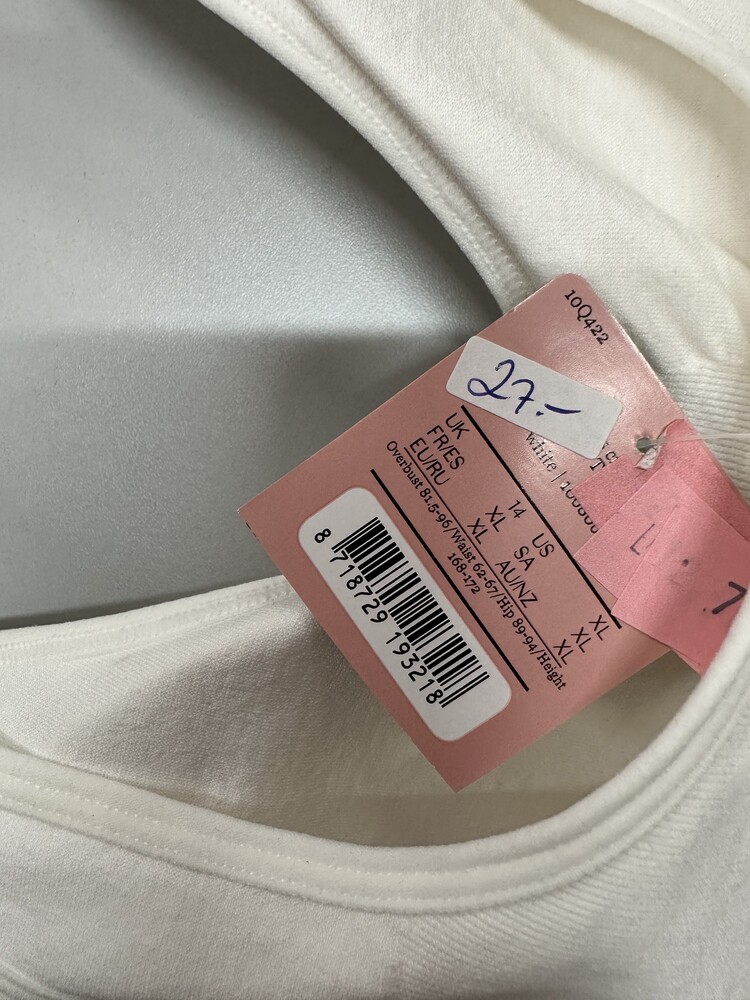 10Q422
27.-
white |
UK 14 US XL
FR/ES XL SA XL
EU/RU XL AU/NZ XL
Overbust 81.5-96/Waist 62-67/Hip 89-94/Height
168-172
8 718729 193218
7